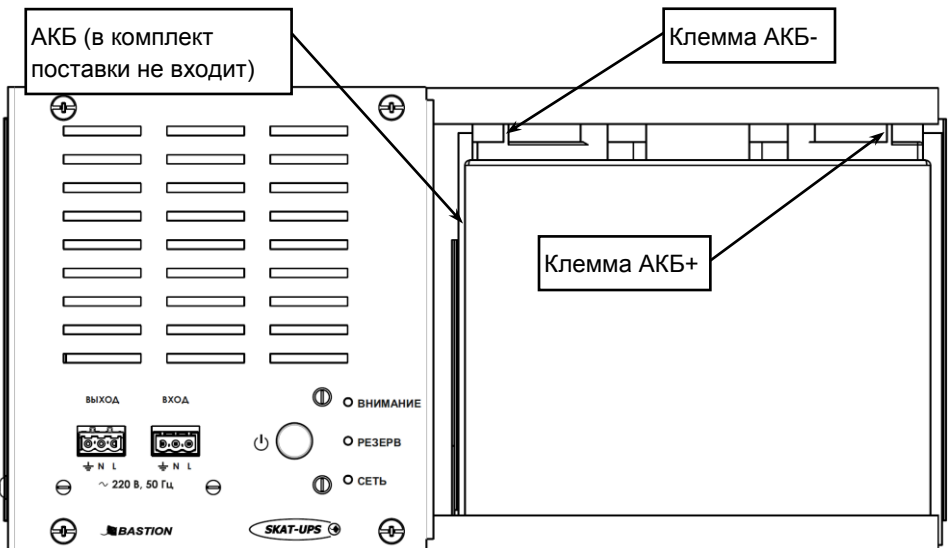 АКБ (в комплект
поставки не входит)
Клемма АКБ-
Клемма АКБ+
ВЫХОД ВХОД
ВНИМАНИЕ
РЕЗЕРВ
N L N L
СЕТЬ
~ 220 В, 50 Гц
BASTION SKAT-UPS